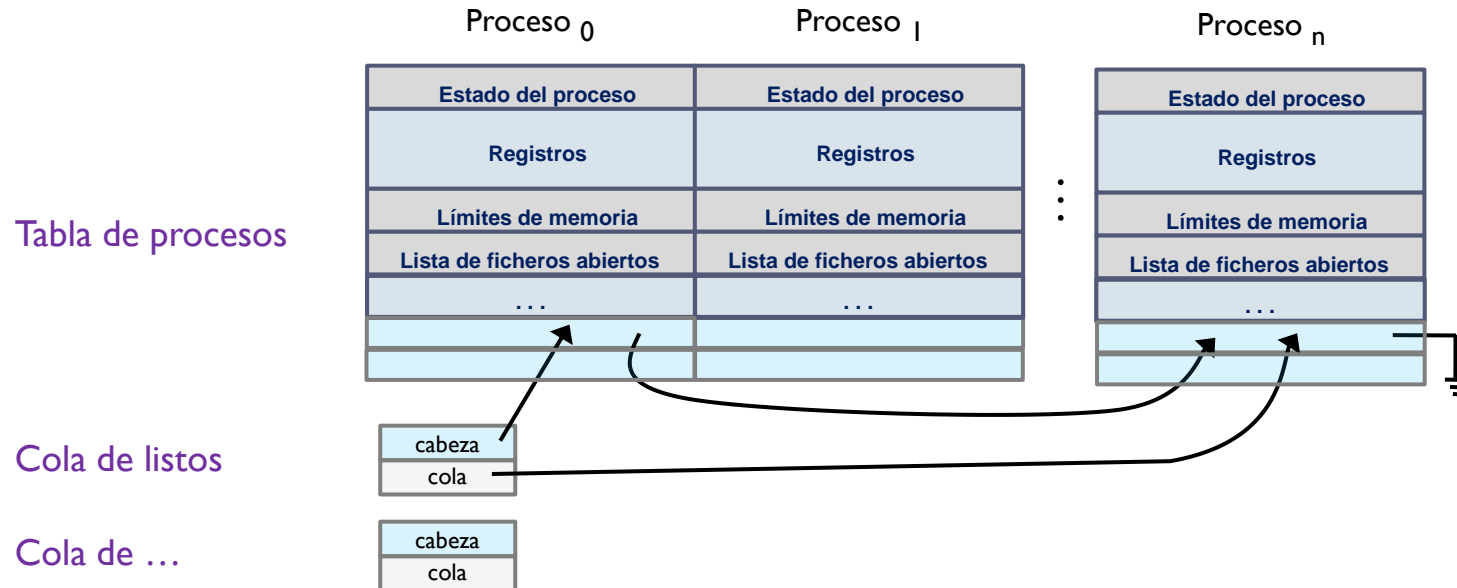 Proceso 0 Proceso 1 Proceso n
Estado del proceso Estado del proceso Estado del proceso
Registros Registros Registros
Límites de memoria Límites de memoria Límites de memoria
Tabla de procesos
Lista de ficheros abiertos Lista de ficheros abiertos Lista de ficheros abiertos
... ... ...
cabeza
Cola de listos
cola
cabeza
Cola de ...
cola